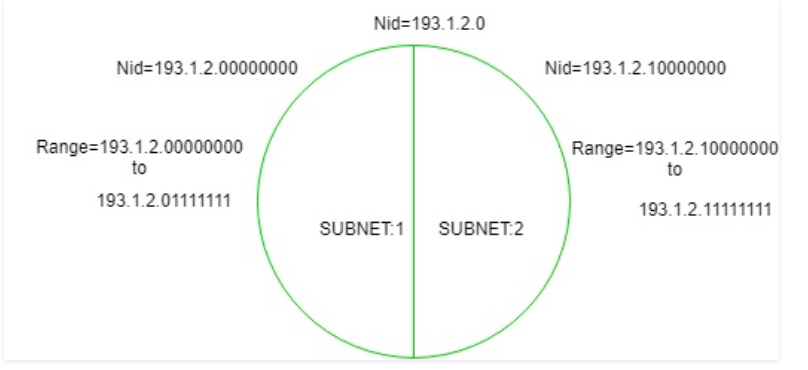 Nid=193.1.2.0
Nid=193.1.2.00000000
Nid=193.1.2.10000000
Range=193.1.2.00000000
to
193.1.2.01111111
Range=193.1.2.10000000
to
193.1.2.11111111
SUBNET:1
SUBNET:2